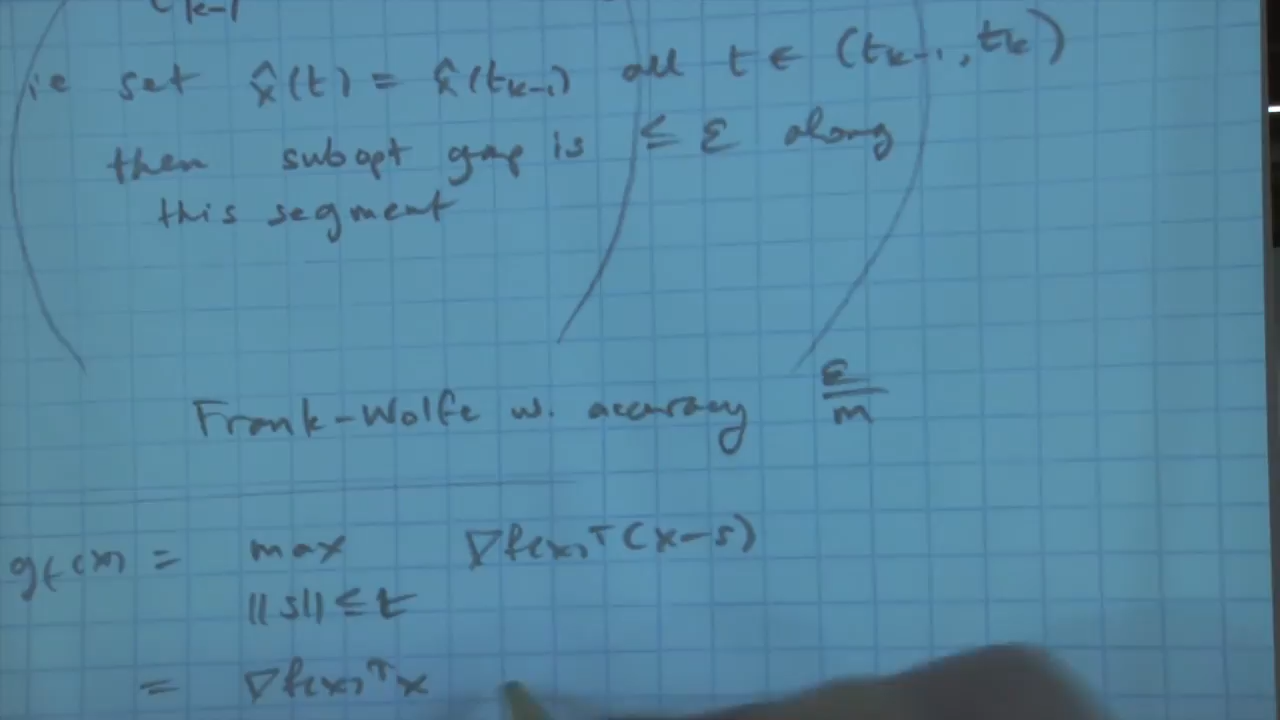 k-1
ie set x̂(t) = x̂(tₖ₋₁) all t ∈ (tₖ₋₁, tₖ)
then subopt gap is ≤ ε along
this segment
Frank-Wolfe w. accuracy ε/m
gₜ(x) = max ∇f(x)ᵀ(x-s)
||s|| ≤ t
= ∇f(x)ᵀx